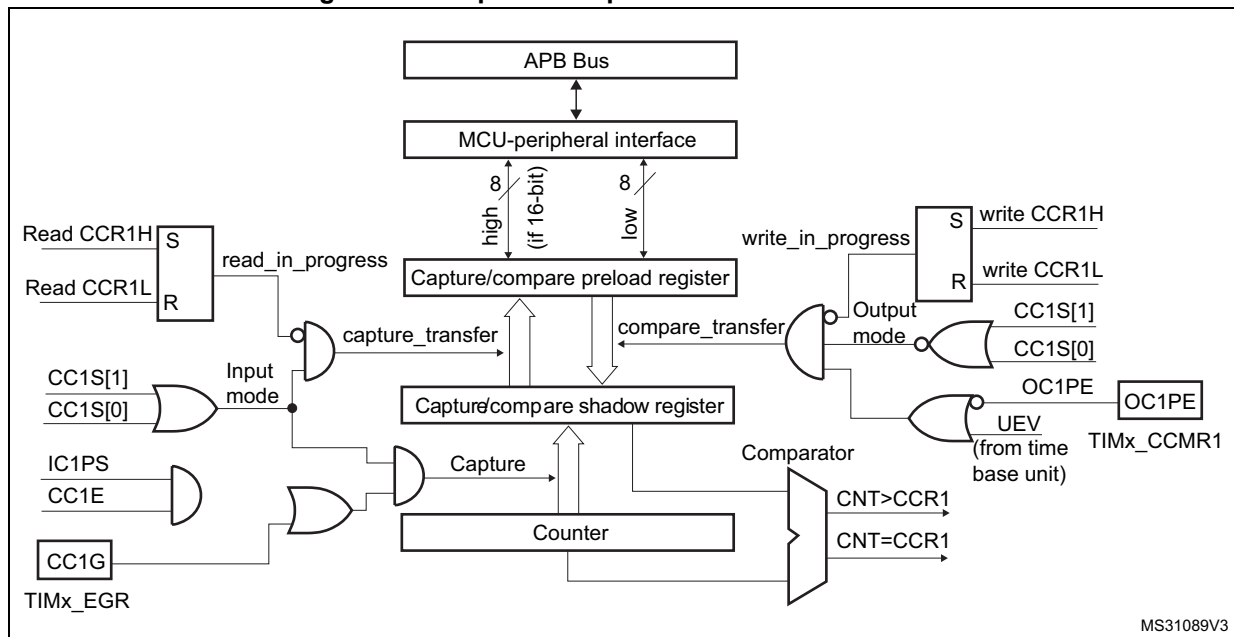 APB Bus
MCU-peripheral interface
8
high
(if 16-bit)
8
low
Read CCR1H
S
read_in_progress
Read CCR1L
R
write_in_progress
S
write CCR1H
R
write CCR1L
Capture/compare preload register
capture_transfer
compare_transfer
Output
mode
CC1S[1]
CC1S[0]
CC1S[1]
CC1S[0]
Input
mode
Capture/compare shadow register
OC1PE
OC1PE
UEV
(from time
base unit)
TIMx_CCMR1
IC1PS
CC1E
Capture
Comparator
CNT>CCR1
CNT=CCR1
Counter
CC1G
TIMx_EGR
MS31089V3